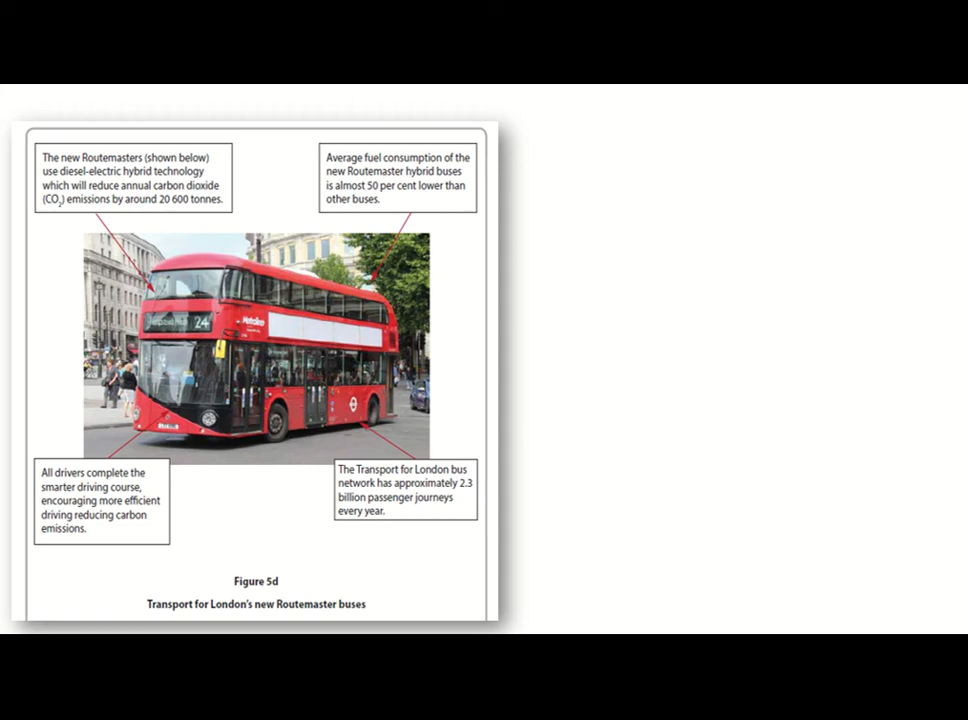 The new Routemasters (shown below)
use diesel-electric hybrid technology
which will reduce annual carbon dioxide
(CO2) emissions by around 20 600 tonnes.
Average fuel consumption of the
new Routemaster hybrid buses
is almost 50 per cent lower than
other buses.
24
Metroline
All drivers complete the
smarter driving course,
encouraging more efficient
driving reducing carbon
emissions.
The Transport for London bus
network has approximately 2.3
billion passenger journeys
every year.
Figure 5d
Transport for London's new Routemaster buses